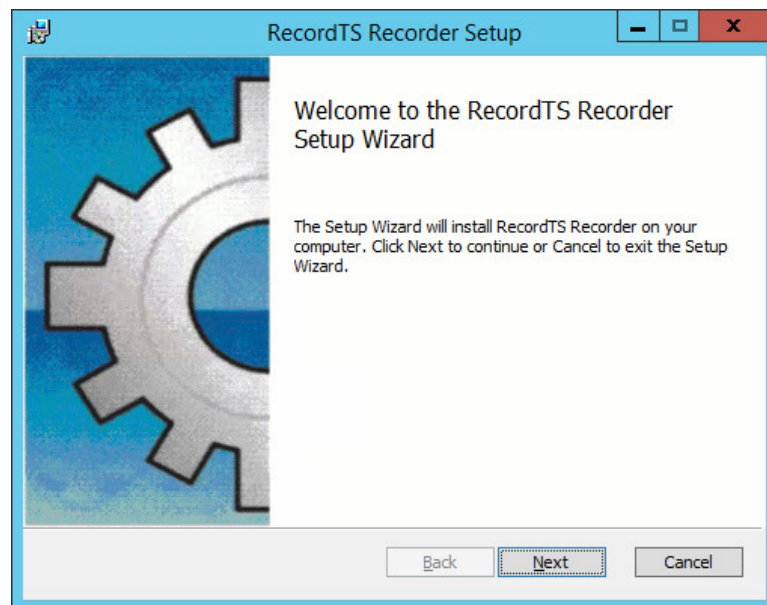 RecordTS Recorder Setup
Welcome to the RecordTS Recorder
Setup Wizard
The Setup Wizard will install RecordTS Recorder on your
computer. Click Next to continue or Cancel to exit the Setup
Wizard.
Back Next Cancel